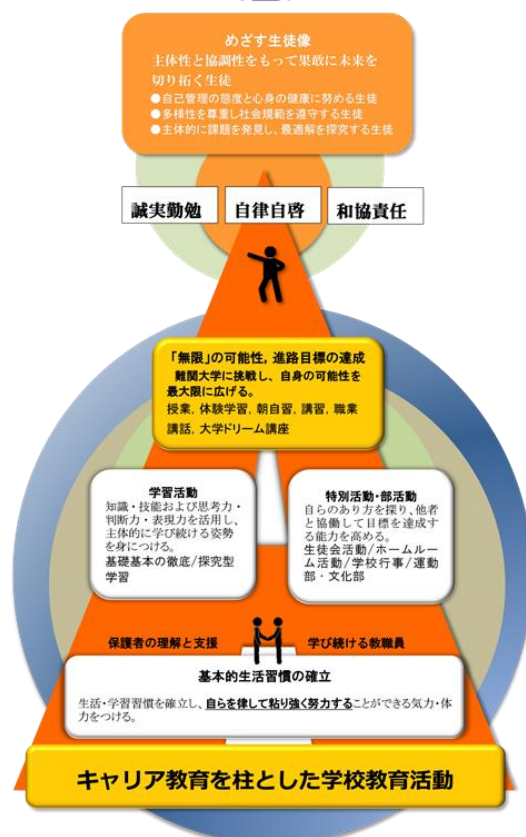 めざす生徒像
主体性と協調性をもって果敢に未来を
切り拓く生徒
●自己管理の態度と心身の健康に努める生徒
●多様性を尊重し社会規範を遵守する生徒
●主体的に課題を発見し、最適解を探究する生徒
誠実勤勉
自律自啓
和協責任
「無限」の可能性，進路目標の達成
難関大学に挑戦し、自身の可能性を
最大限に広げる。
授業，体験学習，朝自習，講習，職業
講話，大学ドリーム講座
学習活動
知識・技能および思考力・
判断力・表現力を活用し、
主体的に学び続ける姿勢
を身につける。
基礎基本の徹底/探究型
学習
特別活動・部活動
自らのあり方を探り、他者
と協働して目標を達成す
る能力を高める。
生徒会活動/ホームルー
ム活動/学校行事/運動
部・文化部
保護者の理解と支援
学び続ける教職員
基本的生活習慣の確立
生活・学習習慣を確立し、自らを律して粘り強く努力することができる気力・体
力をつける。
キャリア教育を柱とした学校教育活動